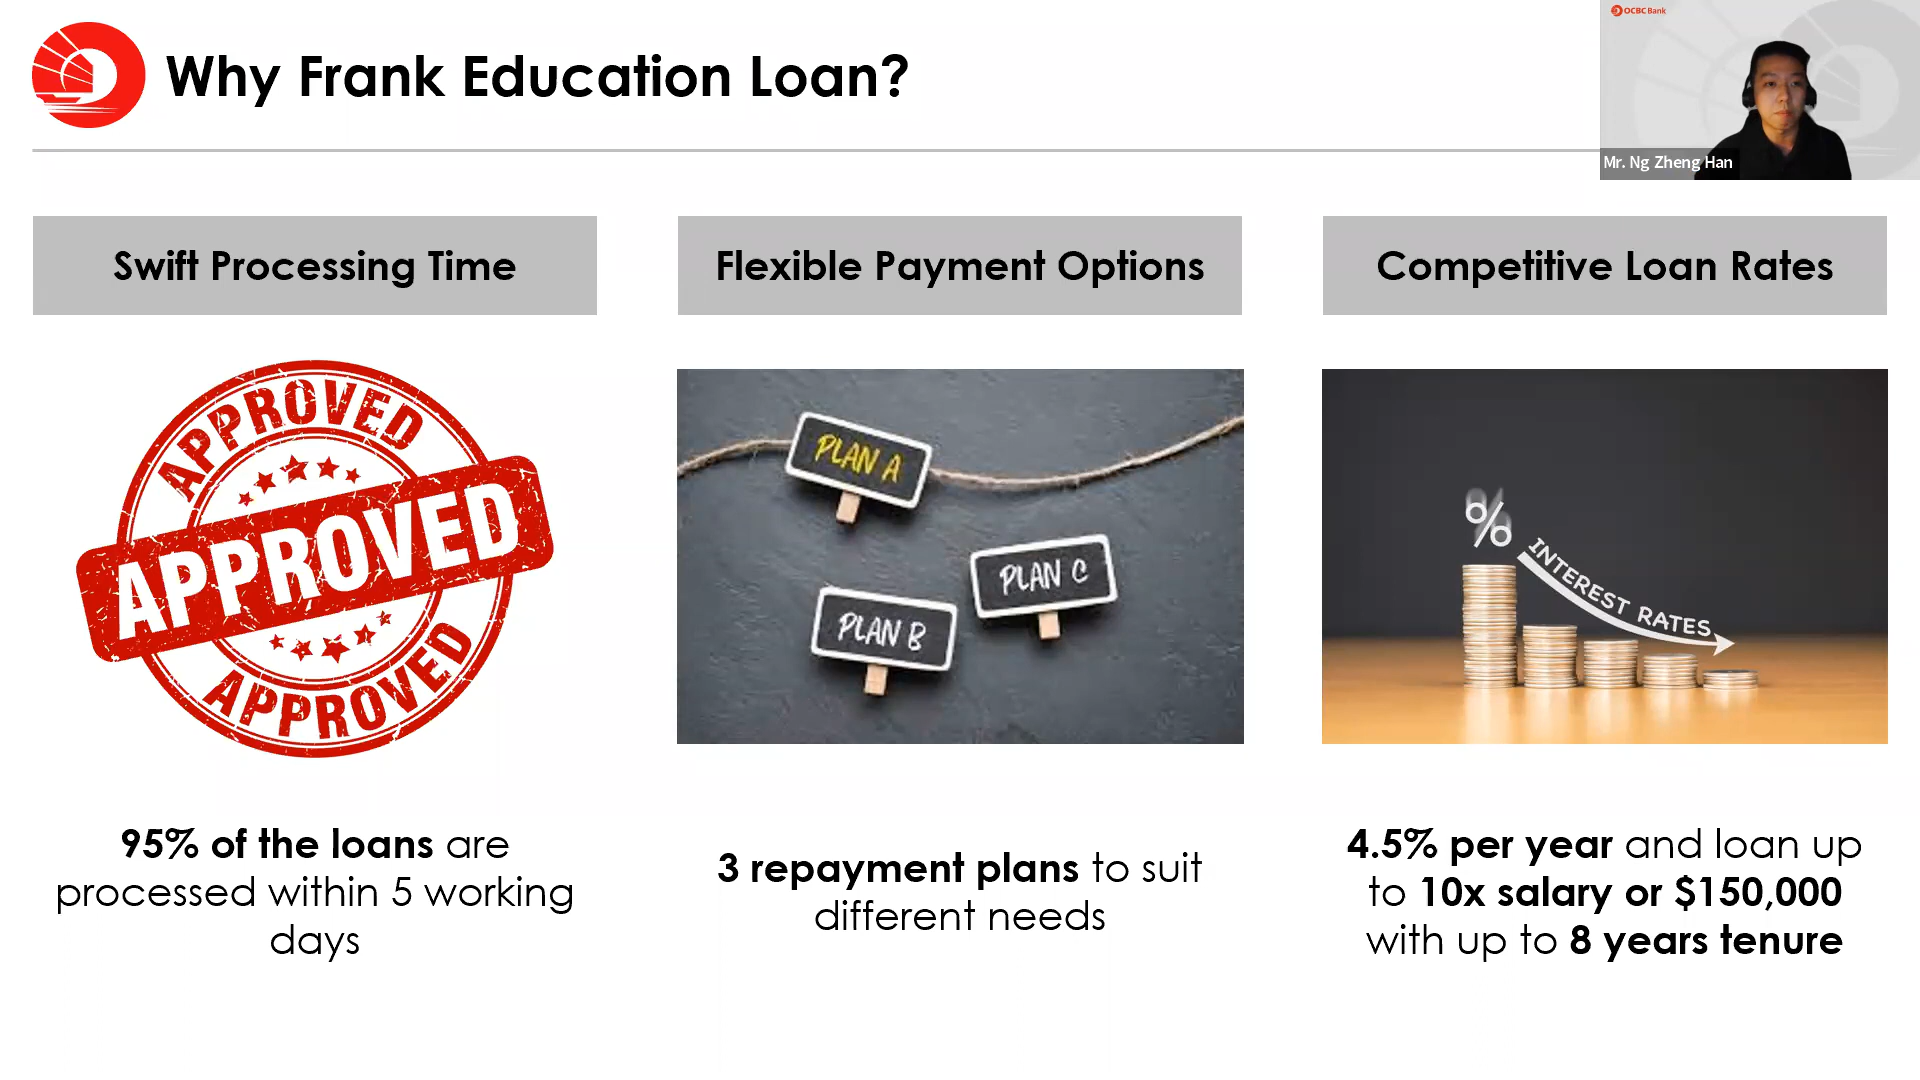 Why Frank Education Loan?
OCBC Bank
Mr. Ng Zheng Han
Swift Processing Time
Flexible Payment Options
Competitive Loan Rates
APPROVED
APPROVED
APPROVED
PLAN A
PLAN C
PLAN B
%
INTEREST RATES
95% of the loans are
processed within 5 working
days
3 repayment plans to suit
different needs
4.5% per year and loan up
to 10x salary or $150,000
with up to 8 years tenure